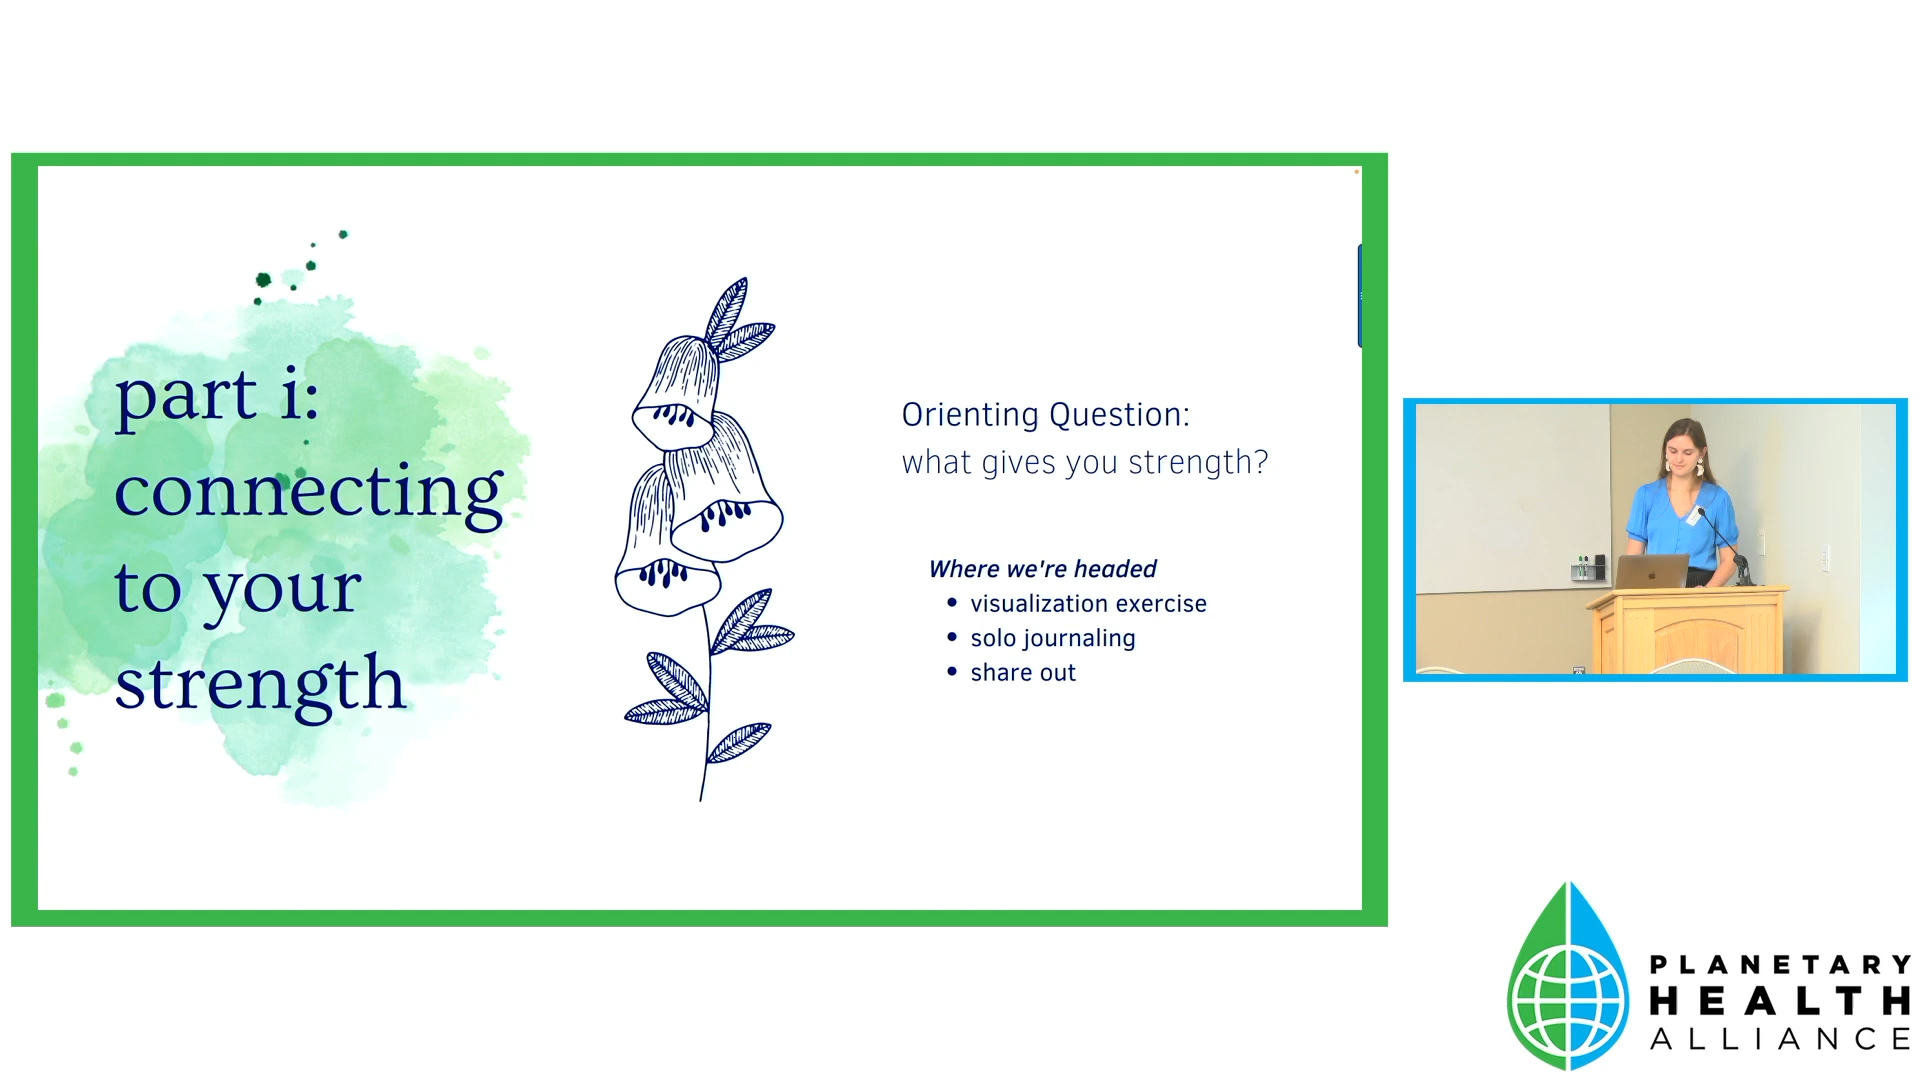 part i:
connecting
to your
strength
Orienting Question:
what gives you strength?
Where we're headed
• visualization exercise
• solo journaling
• share out
PLANETARY
HEALTH
ALLIANCE